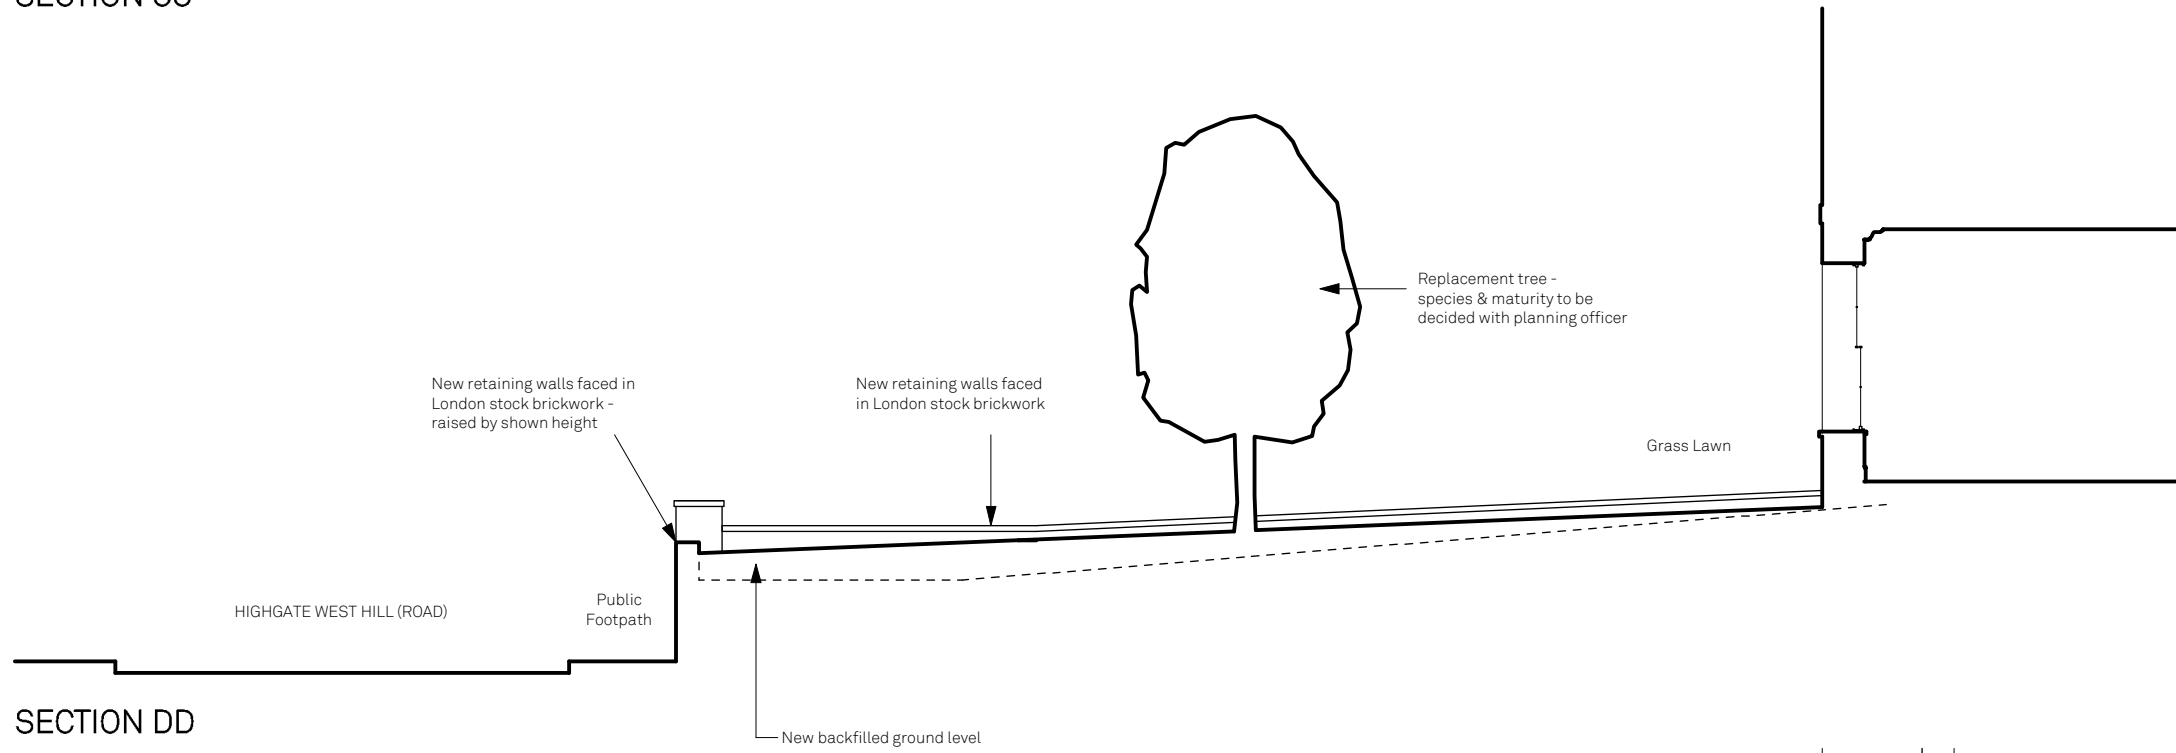 SECTION CC
Replacement tree -
species & maturity to be
decided with planning officer
New retaining walls faced in
London stock brickwork -
raised by shown height
New retaining walls faced
in London stock brickwork
Grass Lawn
HIGHGATE WEST HILL (ROAD)
Public
Footpath
SECTION DD
New backfilled ground level